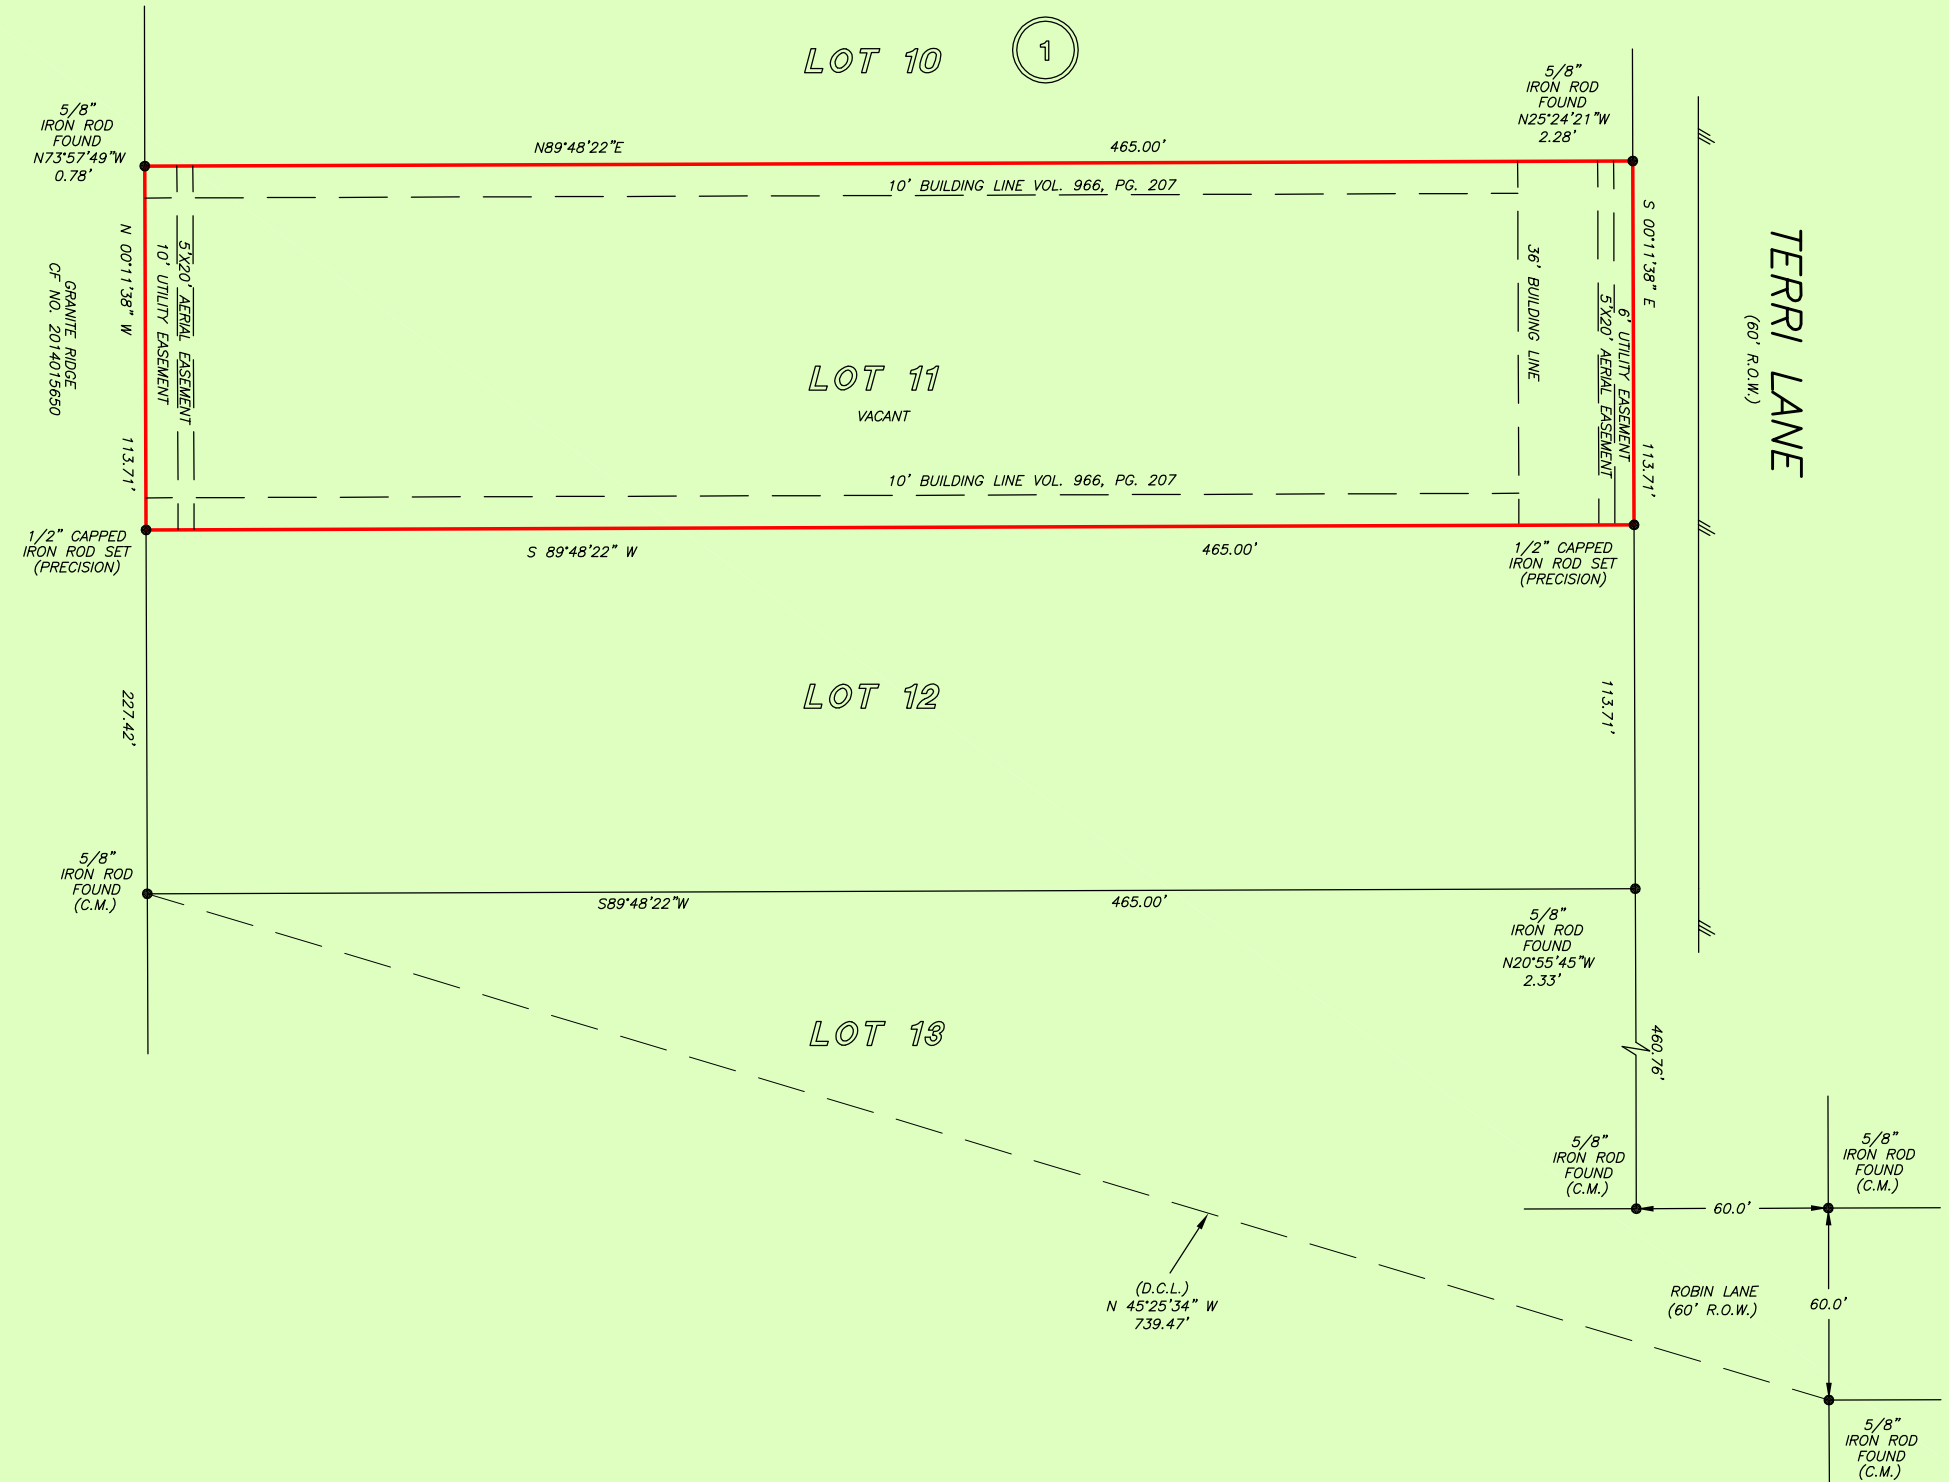 LOT 10
1
5/8"
IRON ROD
FOUND
N73°57'49"W
0.78'
5/8"
IRON ROD
FOUND
N25°24'21"W
2.28'
N89°48'22"E
465.00'
10' BUILDING LINE VOL. 966, PG. 207
N 00°11'38" W
113.71'
GRANITE RIDGE
CF NO. 2014015650
10' UTILITY EASEMENT
5'X20' AERIAL EASEMENT
LOT 11
VACANT
36' BUILDING LINE
5'X20' AERIAL EASEMENT
6' UTILITY EASEMENT
S 00°11'38" E
113.71'
TERRI LANE
(60' R.O.W.)
10' BUILDING LINE VOL. 966, PG. 207
1/2" CAPPED
IRON ROD SET
(PRECISION)
S 89°48'22" W
465.00'
1/2" CAPPED
IRON ROD SET
(PRECISION)
227.42'
LOT 12
113.71'
5/8"
IRON ROD
FOUND
(C.M.)
S89°48'22"W
465.00'
5/8"
IRON ROD
FOUND
N20°55'45"W
2.33'
LOT 13
460.76'
5/8"
IRON ROD
FOUND
(C.M.)
5/8"
IRON ROD
FOUND
(C.M.)
60.0'
(D.C.L.)
N 45°25'34" W
739.47'
ROBIN LANE
(60' R.O.W.)
60.0'
5/8"
IRON ROD
FOUND
(C.M.)